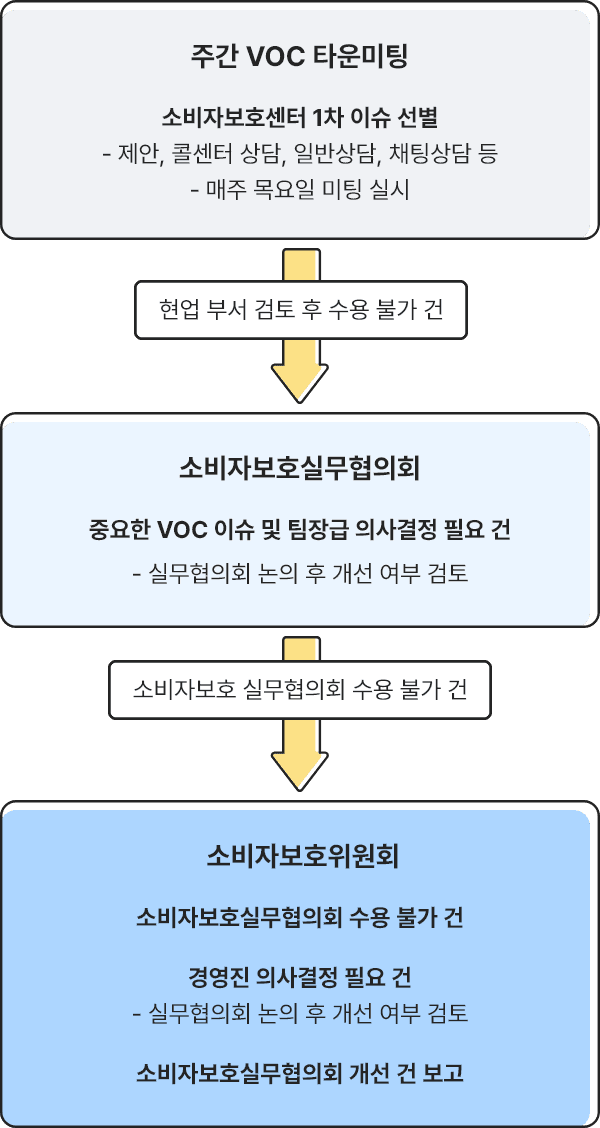 주간 VOC 타운미팅
소비자보호센터 1차 이슈 선별
- 제안, 콜센터 상담, 일반상담, 채팅상담 등
- 매주 목요일 미팅 실시
현업 부서 검토 후 수용 불가 건
소비자보호실무협의회
중요한 VOC 이슈 및 팀장급 의사결정 필요 건
- 실무협의회 논의 후 개선 여부 검토
소비자보호 실무협의회 수용 불가 건
소비자보호위원회
소비자보호실무협의회 수용 불가 건
경영진 의사결정 필요 건
- 실무협의회 논의 후 개선 여부 검토
소비자보호실무협의회 개선 건 보고